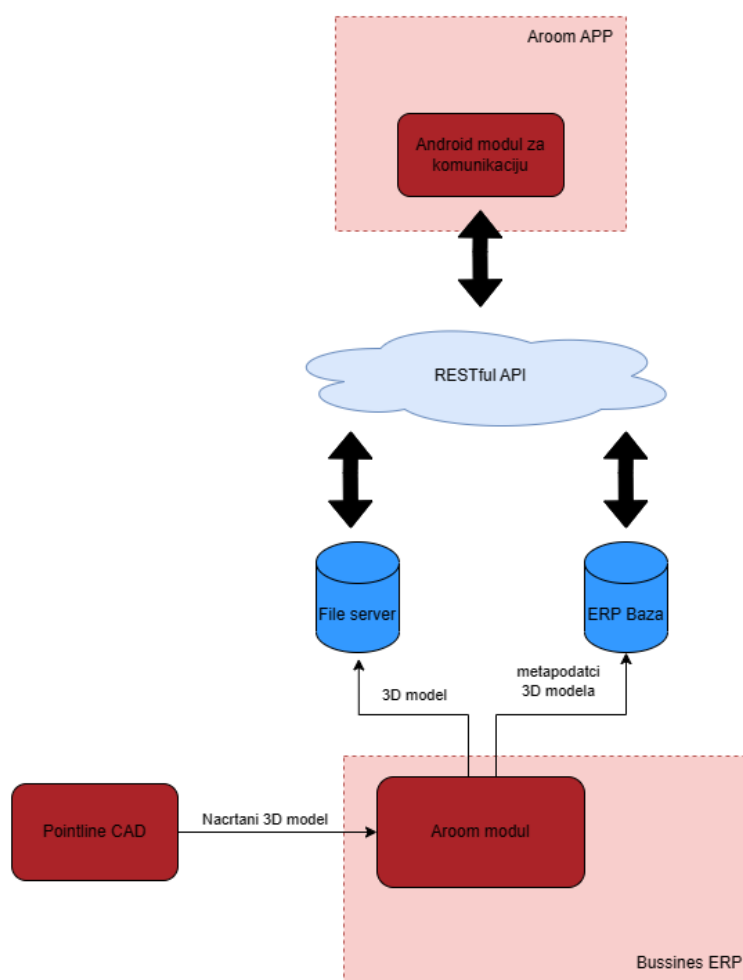 Aroom APP
Android modul za
komunikaciju
RESTful API
File server
ERP Baza
metapodatci
3D modela
3D model
Pointline CAD
Nacrtani 3D model
Aroom modul
Bussines ERP